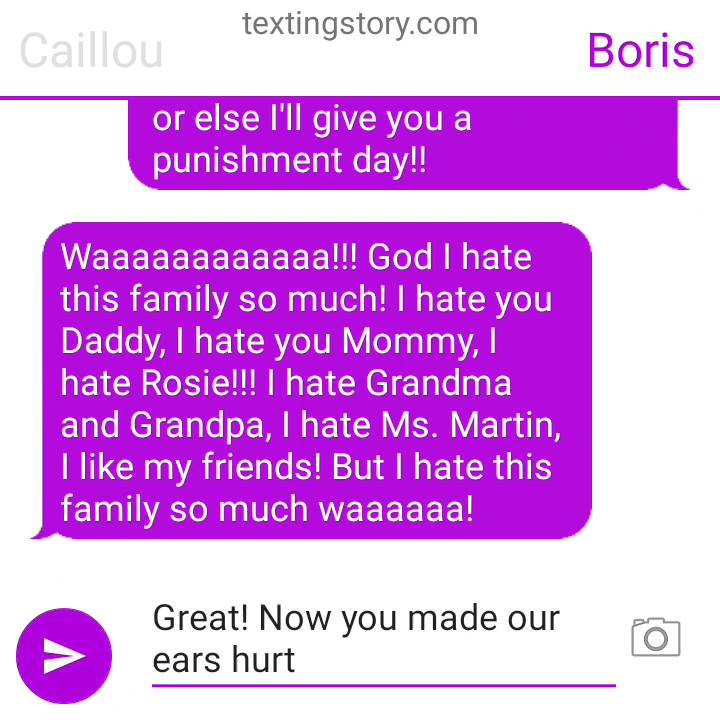 textingstory.com
Caillou
Boris
or else I'll give you a
punishment day!!
Waaaaaaaaaaaa!!! God I hate
this family so much! I hate you
Daddy, I hate you Mommy, I
hate Rosie!!! I hate Grandma
and Grandpa, I hate Ms. Martin,
I like my friends! But I hate this
family so much waaaaaa!
Great! Now you made our
ears hurt